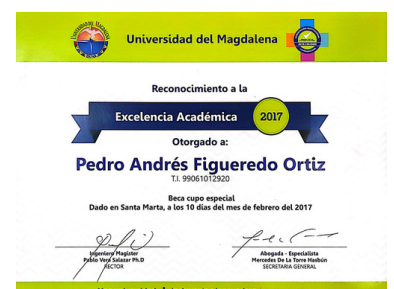 Universidad del Magdalena
Reconocimiento a la
Excelencia Académica
2017
Otorgado a:
Pedro Andrés Figueredo Ortiz
T.I. 99061012920
Beca cupo especial
Dado en Santa Marta, a los 10 días del mes de febrero del 2017
Ingeniero Magíster
Pablo Vera Salazar Ph.D
RECTOR
Abogada - Especialista
Mercedes De La Torre Hasbún
SECRETARIA GENERAL